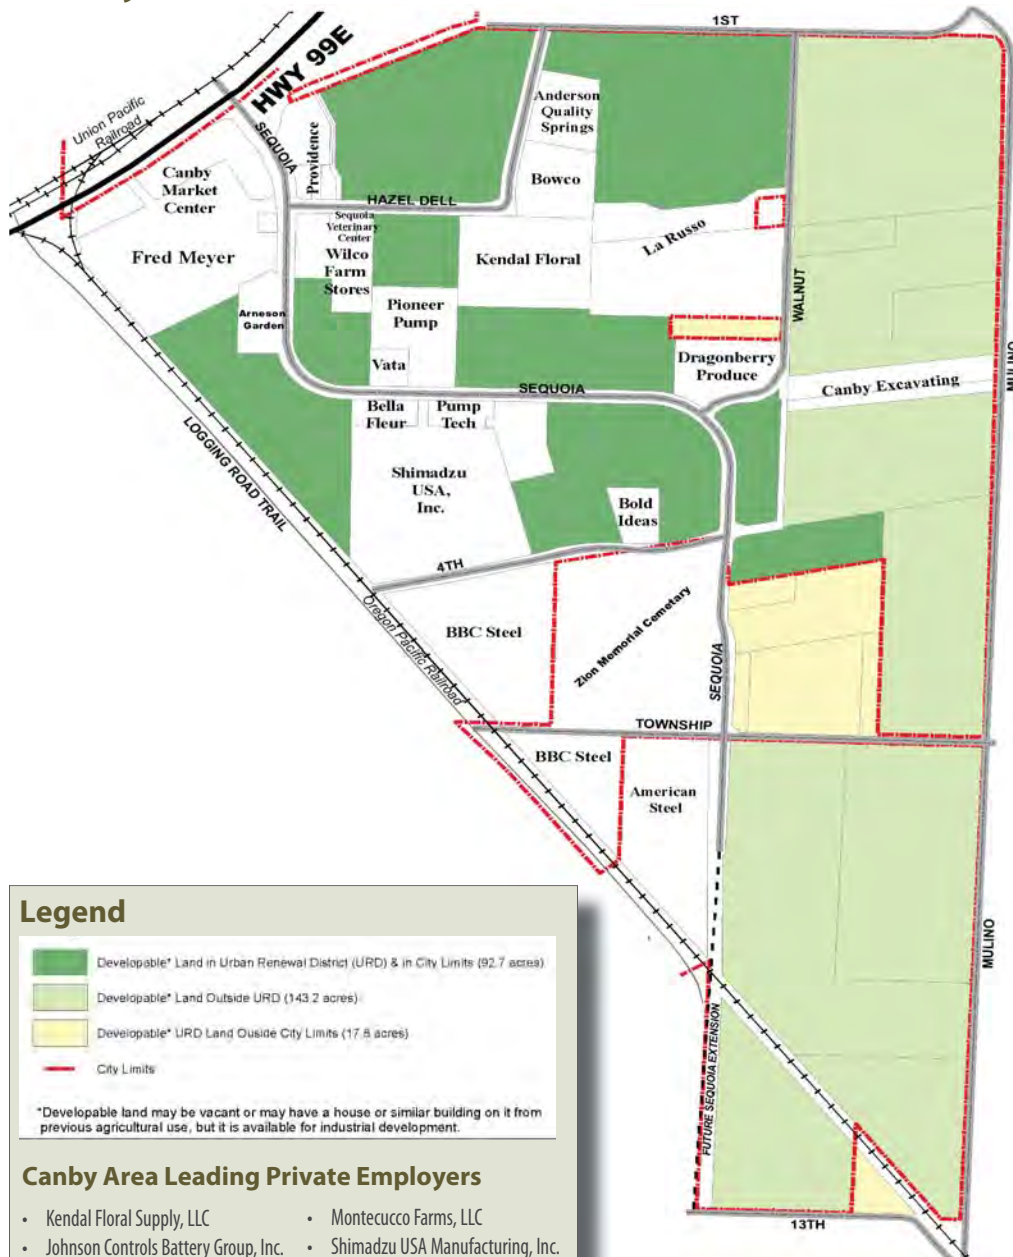 1ST
HWY 99E
Union Pacific
Railroad
SEQUOIA
Providence
Anderson
Quality
Springs
Canby
Market
Center
Bowco
HAZEL DELL
Sequoia
Veterinary
Center
La Russo
Fred Meyer
Wilco
Farm
Stores
Kendal Floral
WALNUT
Arneson
Garden
Pioneer
Pump
MULINO
Vata
Dragonberry
Produce
SEQUOIA
Canby Excavating
Bella
Fleur
Pump
Tech
LOGGING ROAD TRAIL
Shimadzu
USA,
Inc.
Bold
Ideas
4TH
Oregon Pacific Railroad
BBC Steel
Zion Memorial Cemetary
SEQUOIA
TOWNSHIP
BBC Steel
American
Steel
MULINO
FUTURE SEQUOIA EXTENSION
13TH
Legend
Developable* Land in Urban Renewal District (URD) & in City Limits (92.7 acres)
Developable* Land Outside URD (143.2 acres)
Developable* URD Land Ouside City Limits (17.8 acres)
City Limits
*Developable land may be vacant or may have a house or similar building on it from
previous agricultural use, but it is available for industrial development.
Canby Area Leading Private Employers
• Kendal Floral Supply, LLC
• Johnson Controls Battery Group, Inc.
• Montecucco Farms, LLC
• Shimadzu USA Manufacturing, Inc.